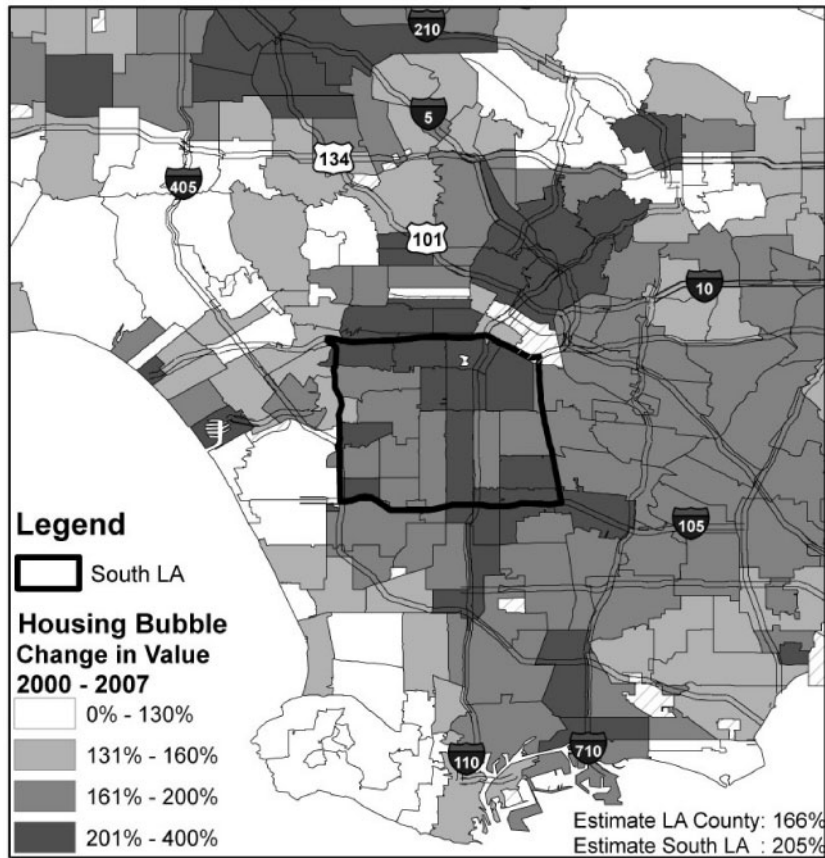 210
5
134
405
101
10
Legend
South LA
105
Housing Bubble
Change in Value
2000 - 2007
0% - 130%
131% - 160%
161% - 200%
201% - 400%
110
710
Estimate LA County: 166%
Estimate South LA : 205%